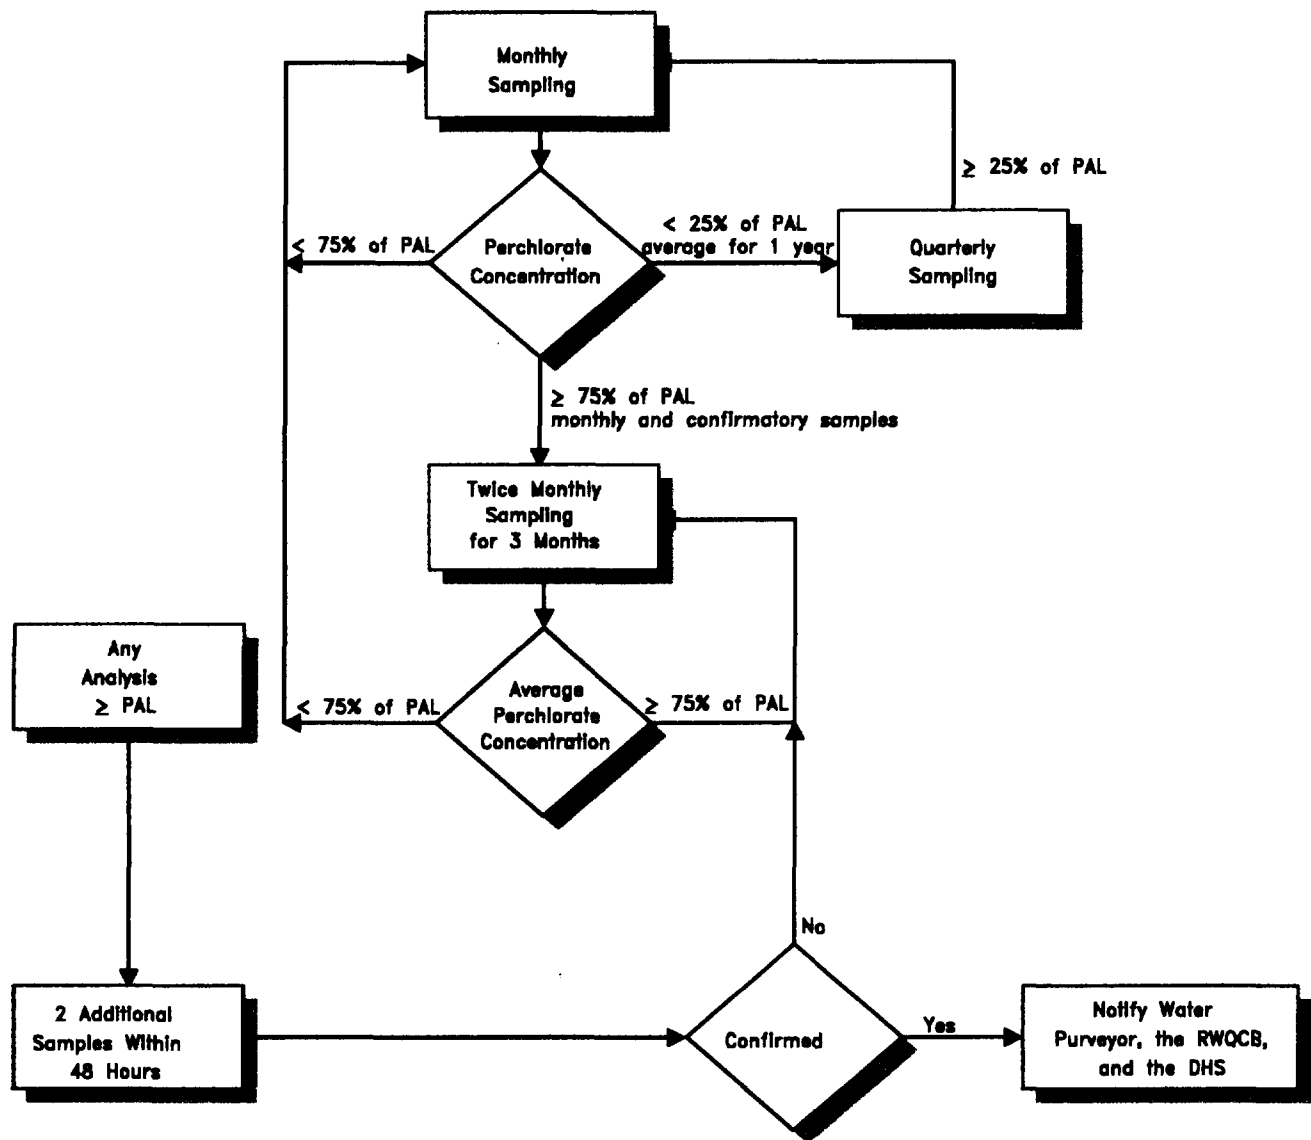 Monthly
Sampling
≥ 25% of PAL
< 75% of PAL
Perchlorate
Concentration
< 25% of PAL
average for 1 year
Quarterly
Sampling
≥ 75% of PAL
monthly and confirmatory samples
Twice Monthly
Sampling
for 3 Months
Any
Analysis
≥ PAL
< 75% of PAL
Average
Perchlorate
Concentration
≥ 75% of PAL
No
2 Additional
Samples Within
48 Hours
Confirmed
Yes
Notify Water
Purveyor, the RWQCB,
and the DHS